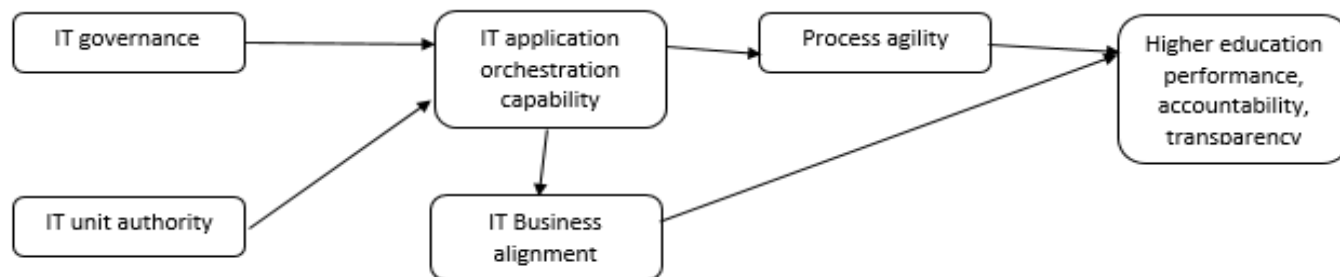 IT governance
IT application
orchestration
capability
Process agility
Higher education
performance,
accountability,
transparency
IT unit authority
IT Business
alignment